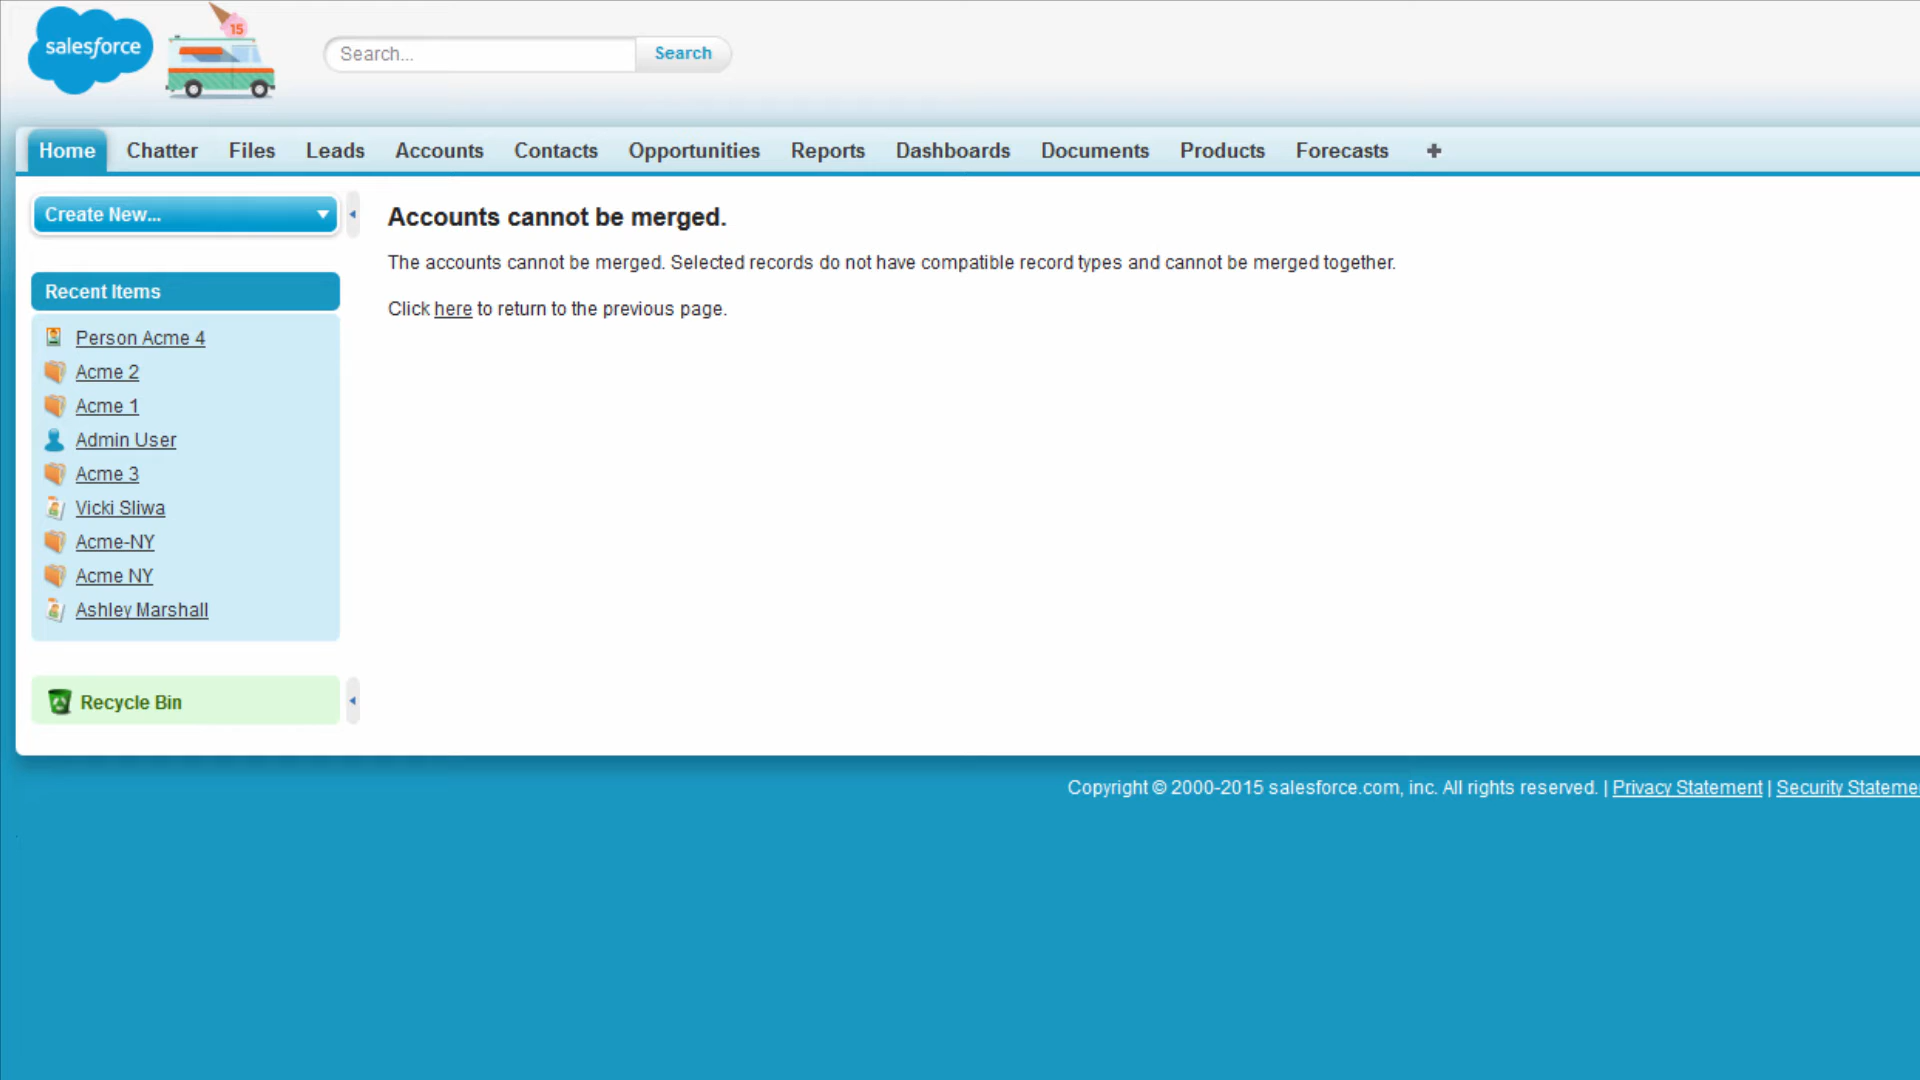 salesforce
15
Search...
Search
Home Chatter Files Leads Accounts Contacts Opportunities Reports Dashboards Documents Products Forecasts +
Create New...
Accounts cannot be merged.
The accounts cannot be merged. Selected records do not have compatible record types and cannot be merged together.
Click here to return to the previous page.
Recent Items
Person Acme 4
Acme 2
Acme 1
Admin User
Acme 3
Vicki Sliwa
Acme-NY
Acme NY
Ashley Marshall
Recycle Bin
Copyright © 2000-2015 salesforce.com, inc. All rights reserved. | Privacy Statement | Security Stateme